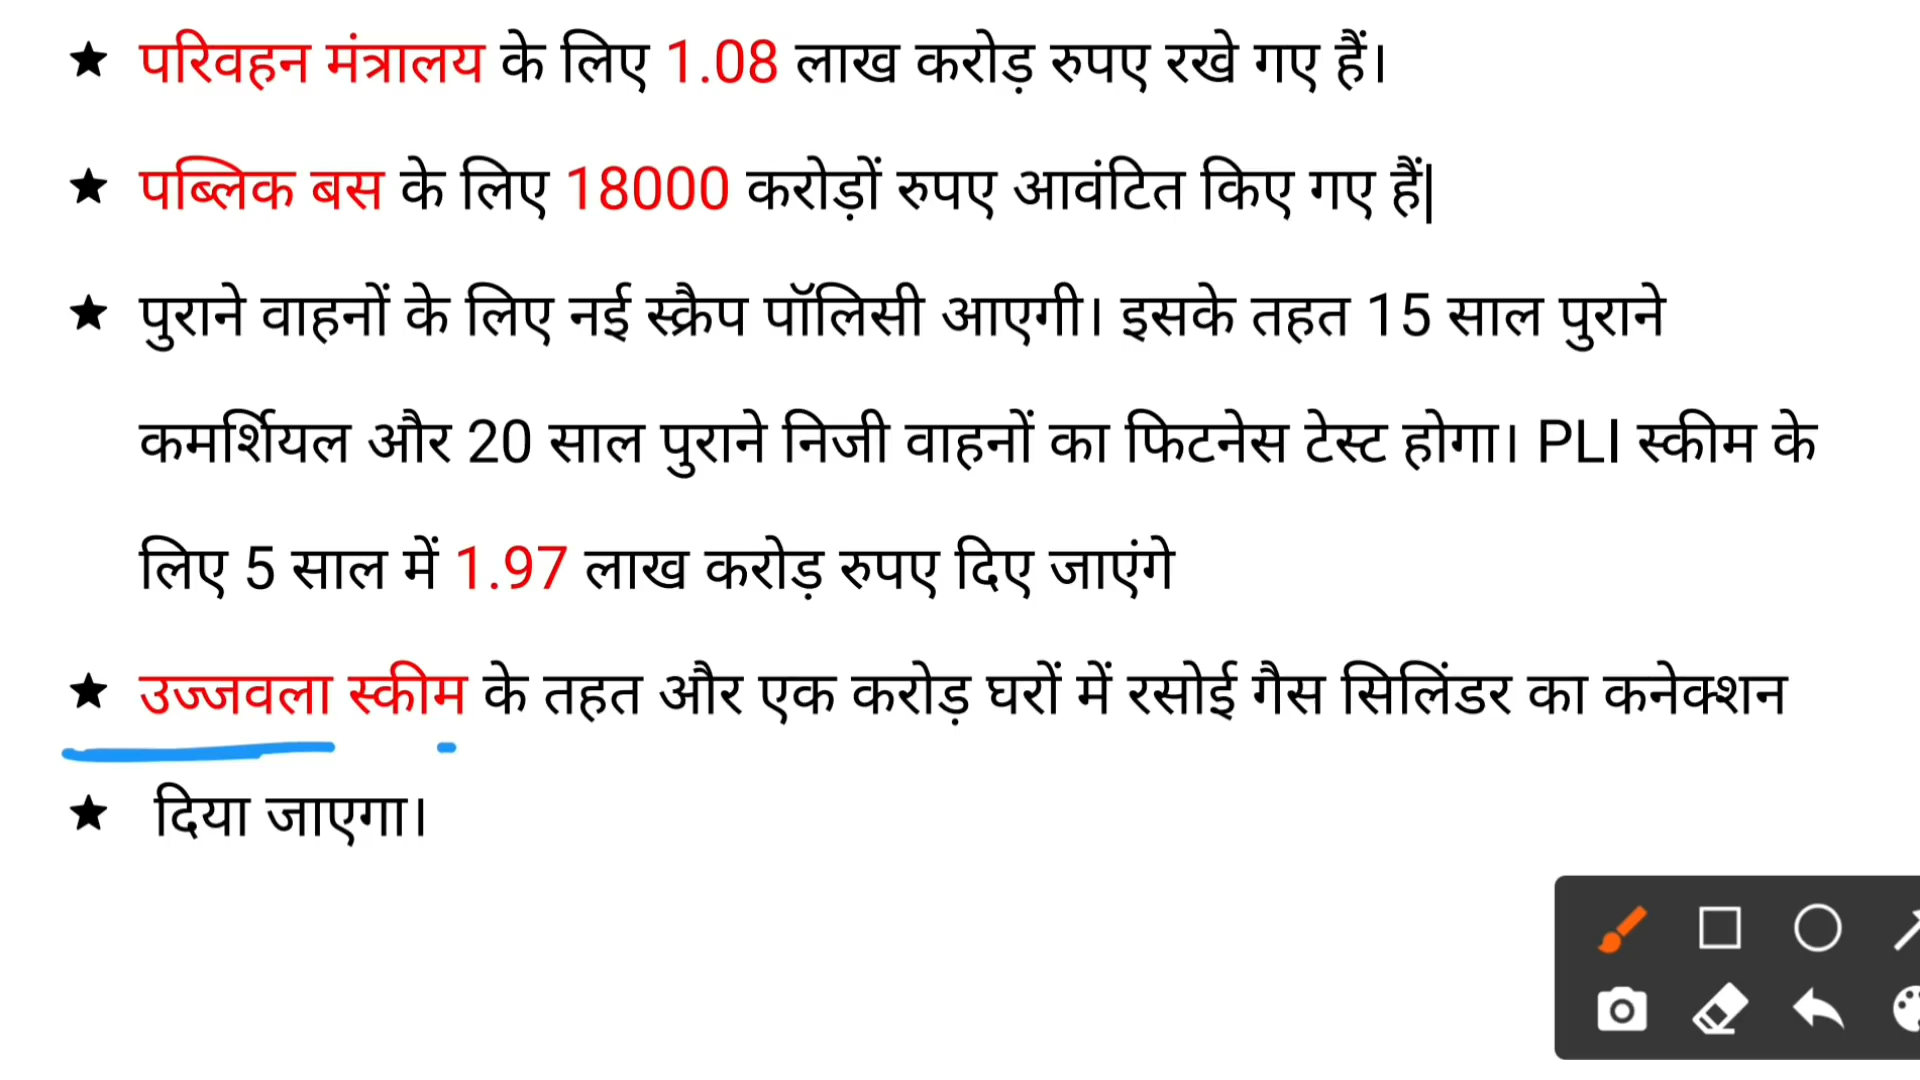 ★ परिवहन मंत्रालय के लिए 1.08 लाख करोड़ रुपए रखे गए हैं।
★ पब्लिक बस के लिए 18000 करोड़ों रुपए आवंटित किए गए हैं|
★ पुराने वाहनों के लिए नई स्क्रैप पॉलिसी आएगी। इसके तहत 15 साल पुराने
कमर्शियल और 20 साल पुराने निजी वाहनों का फिटनेस टेस्ट होगा। PLI स्कीम के
लिए 5 साल में 1.97 लाख करोड़ रुपए दिए जाएंगे
★ उज्जवला स्कीम के तहत और एक करोड़ घरों में रसोई गैस सिलिंडर का कनेक्शन
★ दिया जाएगा।